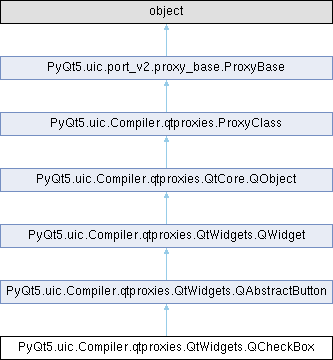 object
PyQt5.uic.port_v2.proxy_base.ProxyBase
PyQt5.uic.Compiler.qtproxies.ProxyClass
PyQt5.uic.Compiler.qtproxies.QtCore.QObject
PyQt5.uic.Compiler.qtproxies.QtWidgets.QWidget
PyQt5.uic.Compiler.qtproxies.QtWidgets.QAbstractButton
PyQt5.uic.Compiler.qtproxies.QtWidgets.QCheckBox